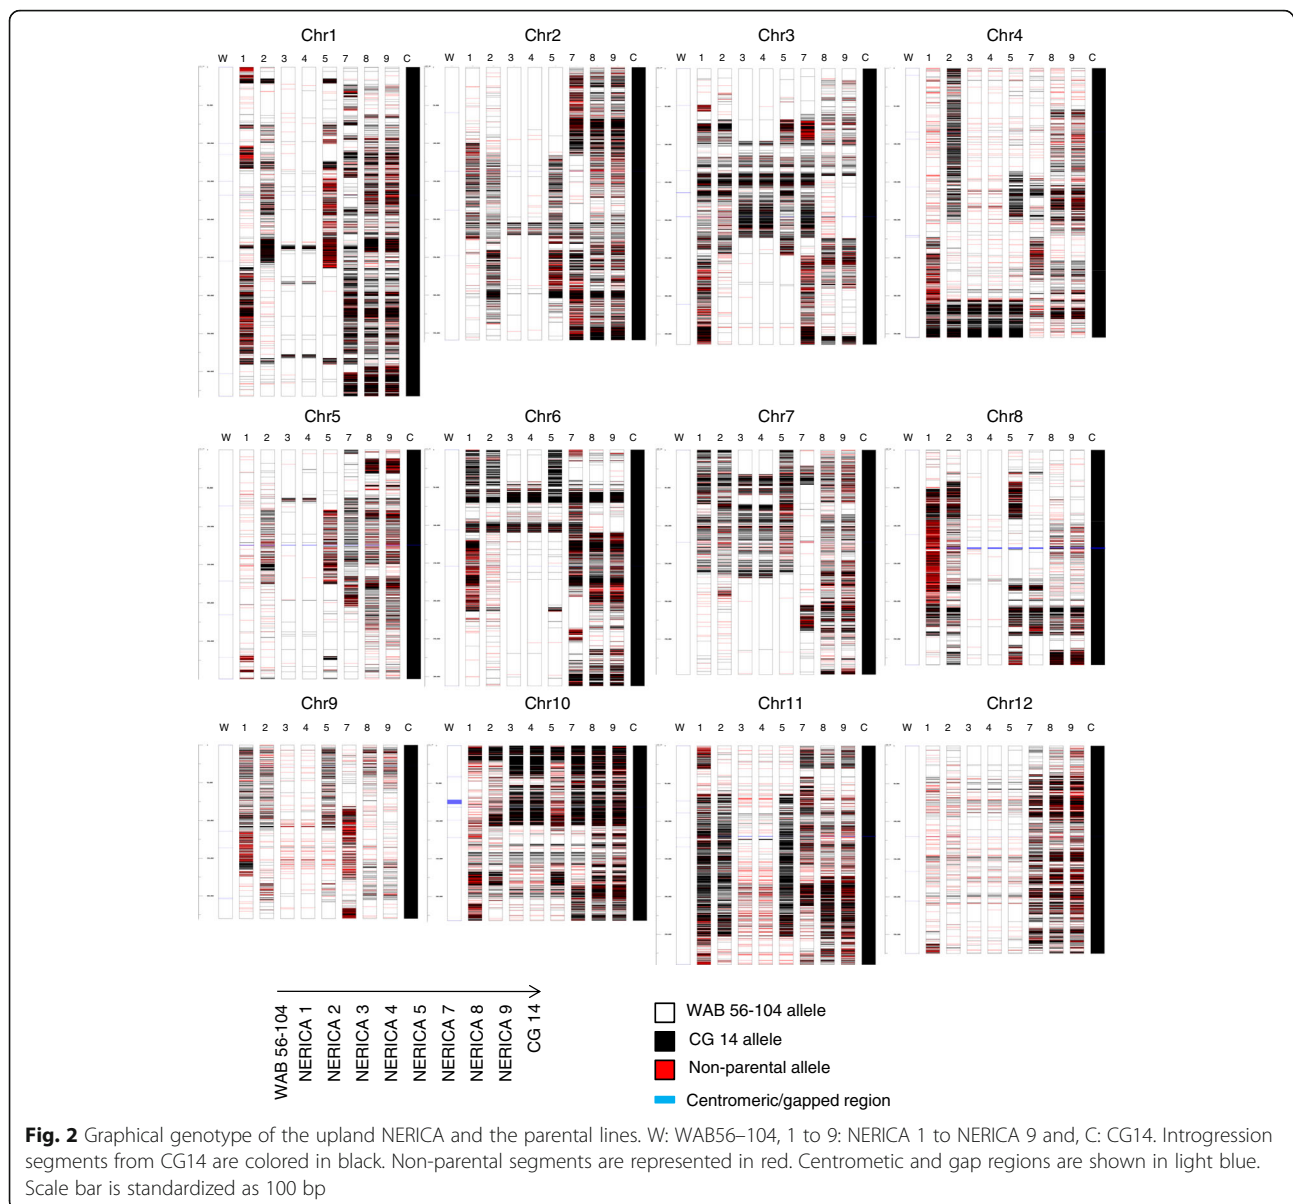 Chr1 Chr2 Chr3 Chr4
W 1 2 3 4 5 7 8 9 C W 1 2 3 4 5 7 8 9 C W 1 2 3 4 5 7 8 9 C W 1 2 3 4 5 7 8 9 C
Chr5 Chr6 Chr7 Chr8
W 1 2 3 4 5 7 8 9 C W 1 2 3 4 5 7 8 9 C W 1 2 3 4 5 7 8 9 C W 1 2 3 4 5 7 8 9 C
Chr9 Chr10 Chr11 Chr12
W 1 2 3 4 5 7 8 9 C W 1 2 3 4 5 7 8 9 C W 1 2 3 4 5 7 8 9 C W 1 2 3 4 5 7 8 9 C
WAB 56-104
NERICA 1
NERICA 2
NERICA 3
NERICA 4
NERICA 5
NERICA 7
NERICA 8
NERICA 9
CG 14
WAB 56-104 allele
CG 14 allele
Non-parental allele
Centromeric/gapped region
Fig. 2 Graphical genotype of the upland NERICA and the parental lines. W: WAB56–104, 1 to 9: NERICA 1 to NERICA 9 and, C: CG14. Introgression
segments from CG14 are colored in black. Non-parental segments are represented in red. Centrometic and gap regions are shown in light blue.
Scale bar is standardized as 100 bp